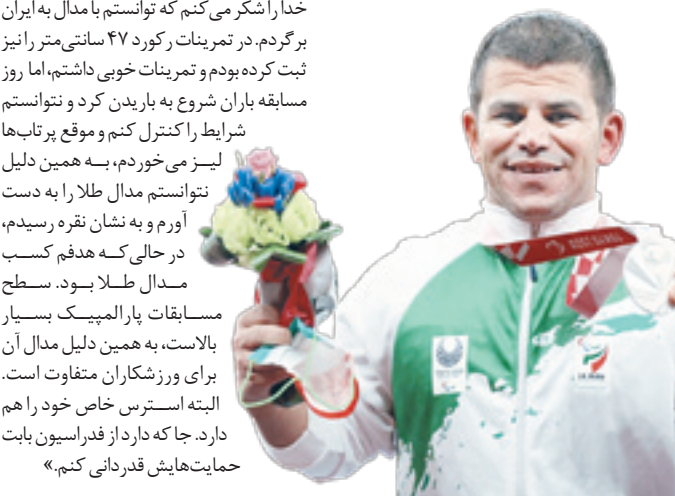 خدا را شکر می‌کنم که توانستم با مدال به ایران
برگردم. در تمرینات رکورد ۴۷ سانتی‌متر را نیز
ثبت کرده بودم و تمرینات خوبی داشتم، اما روز
مسابقه باران شروع به باریدن کرد و نتوانستم
شرایط را کنترل کنم و موقع پرتاب‌ها
لیز می‌خوردم، به همین دلیل
نتوانستم مدال طلا را به دست
آورم و به نشان نقره رسیدم،
در حالی که هدفم کسب
مدال طلا بود. سطح
مسابقات پارالمپیک بسیار
بالاست، به همین دلیل مدال آن
برای ورزشکاران متفاوت است.
البته استرس خاص خود را هم
دارد. جا که دارد از فدراسیون بابت
حمایت‌هایش قدردانی کنم.»